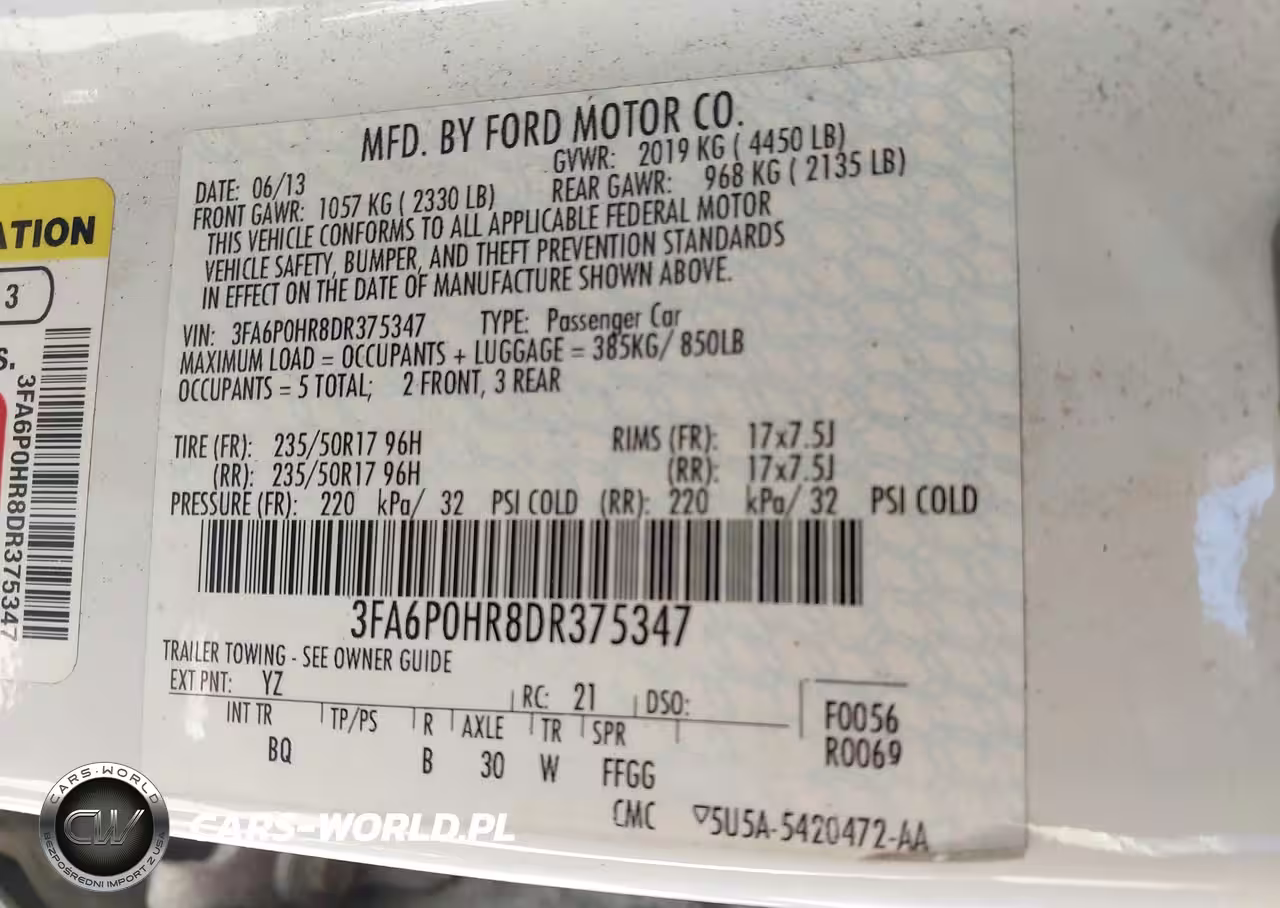 MFD. BY FORD MOTOR CO.
DATE: 06/13 GVWR: 2019 KG ( 4450 LB)
FRONT GAWR: 1057 KG ( 2330 LB) REAR GAWR: 968 KG ( 2135 LB)
THIS VEHICLE CONFORMS TO ALL APPLICABLE FEDERAL MOTOR
VEHICLE SAFETY, BUMPER, AND THEFT PREVENTION STANDARDS
IN EFFECT ON THE DATE OF MANUFACTURE SHOWN ABOVE.
VIN: 3FA6P0HR8DR375347 TYPE: Passenger Car
MAXIMUM LOAD = OCCUPANTS + LUGGAGE = 385KG/ 850LB
OCCUPANTS = 5 TOTAL; 2 FRONT, 3 REAR
TIRE (FR): 235/50R17 96H RIMS (FR): 17x7.5J
(RR): 235/50R17 96H (RR): 17x7.5J
PRESSURE (FR): 220 kPa/ 32 PSI COLD (RR): 220 kPa/ 32 PSI COLD
3FA6P0HR8DR375347
TRAILER TOWING - SEE OWNER GUIDE
EXT PNT: YZ RC: 21 DSO:
INT TR TP/PS R AXLE TR SPR F0056
BQ B 30 W FFGG R0069
CMC ▽5U5A-5420472-AA
ATION
3
S.
3FA6P0HR8DR375347
CARS-WORLD
CW
BEZPOŚREDNI IMPORT Z USA
CARS-WORLD.PL